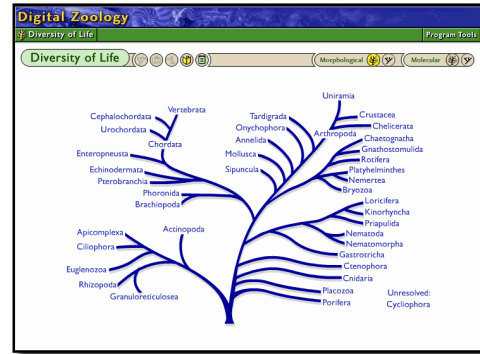 Digital Zoology
Diversity of Life
Program Tools
Diversity of Life
Morphological
Molecular
Uniramia
Vertebrata
Cephalochordata
Tardigrada
Crustacea
Urochordata
Onychophora
Chelicerata
Arthropoda
Chordata
Annelida
Chaetognatha
Enteropneusta
Mollusca
Gnathostomulida
Rotifera
Echinodermata
Sipuncula
Platyhelminthes
Pterobranchia
Nemertea
Bryozoa
Phoronida
Brachiopoda
Loricifera
Kinorhyncha
Priapulida
Apicomplexa
Actinopoda
Nematoda
Ciliophora
Nematomorpha
Gastrotricha
Euglenozoa
Ctenophora
Rhizopoda
Cnidaria
Granuloreticulosea
Placozoa
Unresolved:
Porifera
Cycliophora